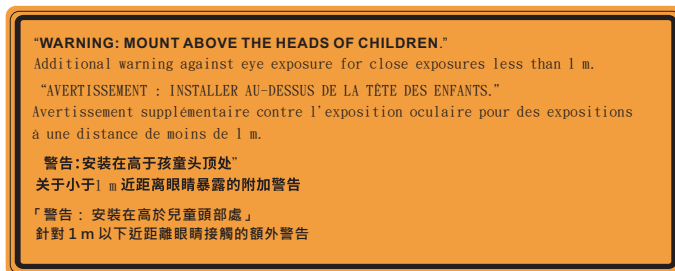 “WARNING: MOUNT ABOVE THE HEADS OF CHILDREN.”
Additional warning against eye exposure for close exposures less than 1 m.
“AVERTISSEMENT : INSTALLER AU-DESSUS DE LA TÊTE DES ENFANTS.”
Avertissement supplémentaire contre l'exposition oculaire pour des expositions
à une distance de moins de 1 m.
警告:安装在高于孩童头顶处”
关于小于1 m 近距离眼睛暴露的附加警告
「警告 : 安裝在高於兒童頭部處」
針對 1 m 以下近距離眼睛接觸的額外警告